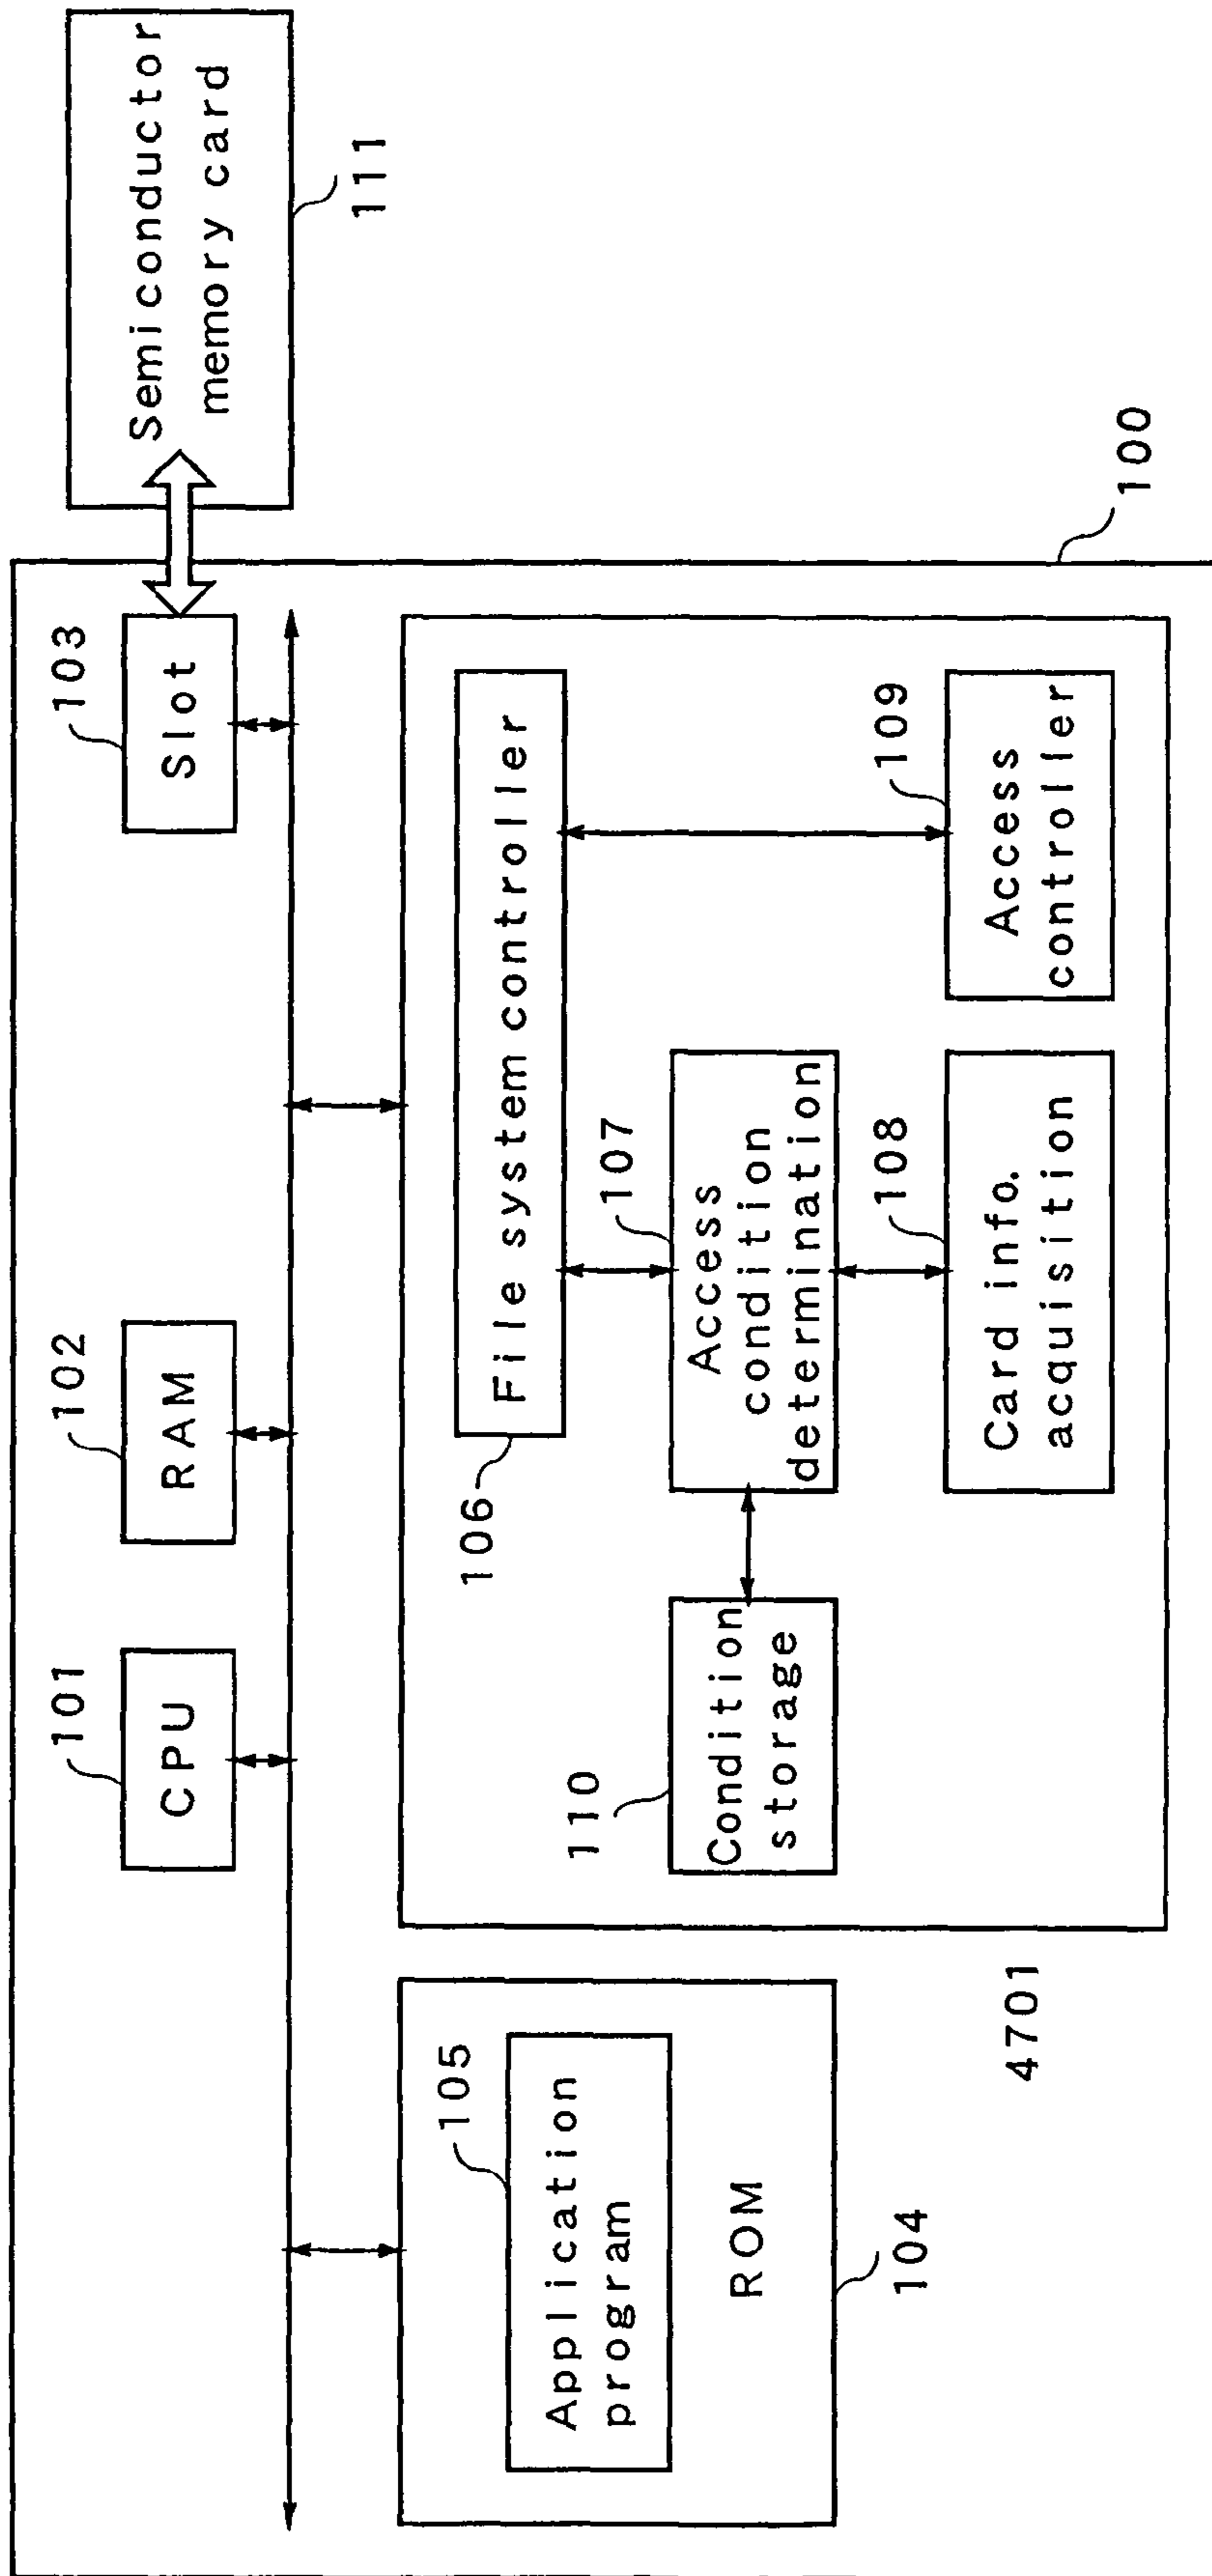 101
CPU
102
RAM
103
Slot
Semiconductor
memory card
111
105
Application
program
ROM
104
106
File system controller
110
Condition
storage
107
Access
condition
determination
108
Card info.
acquisition
109
Access
controller
4701
100